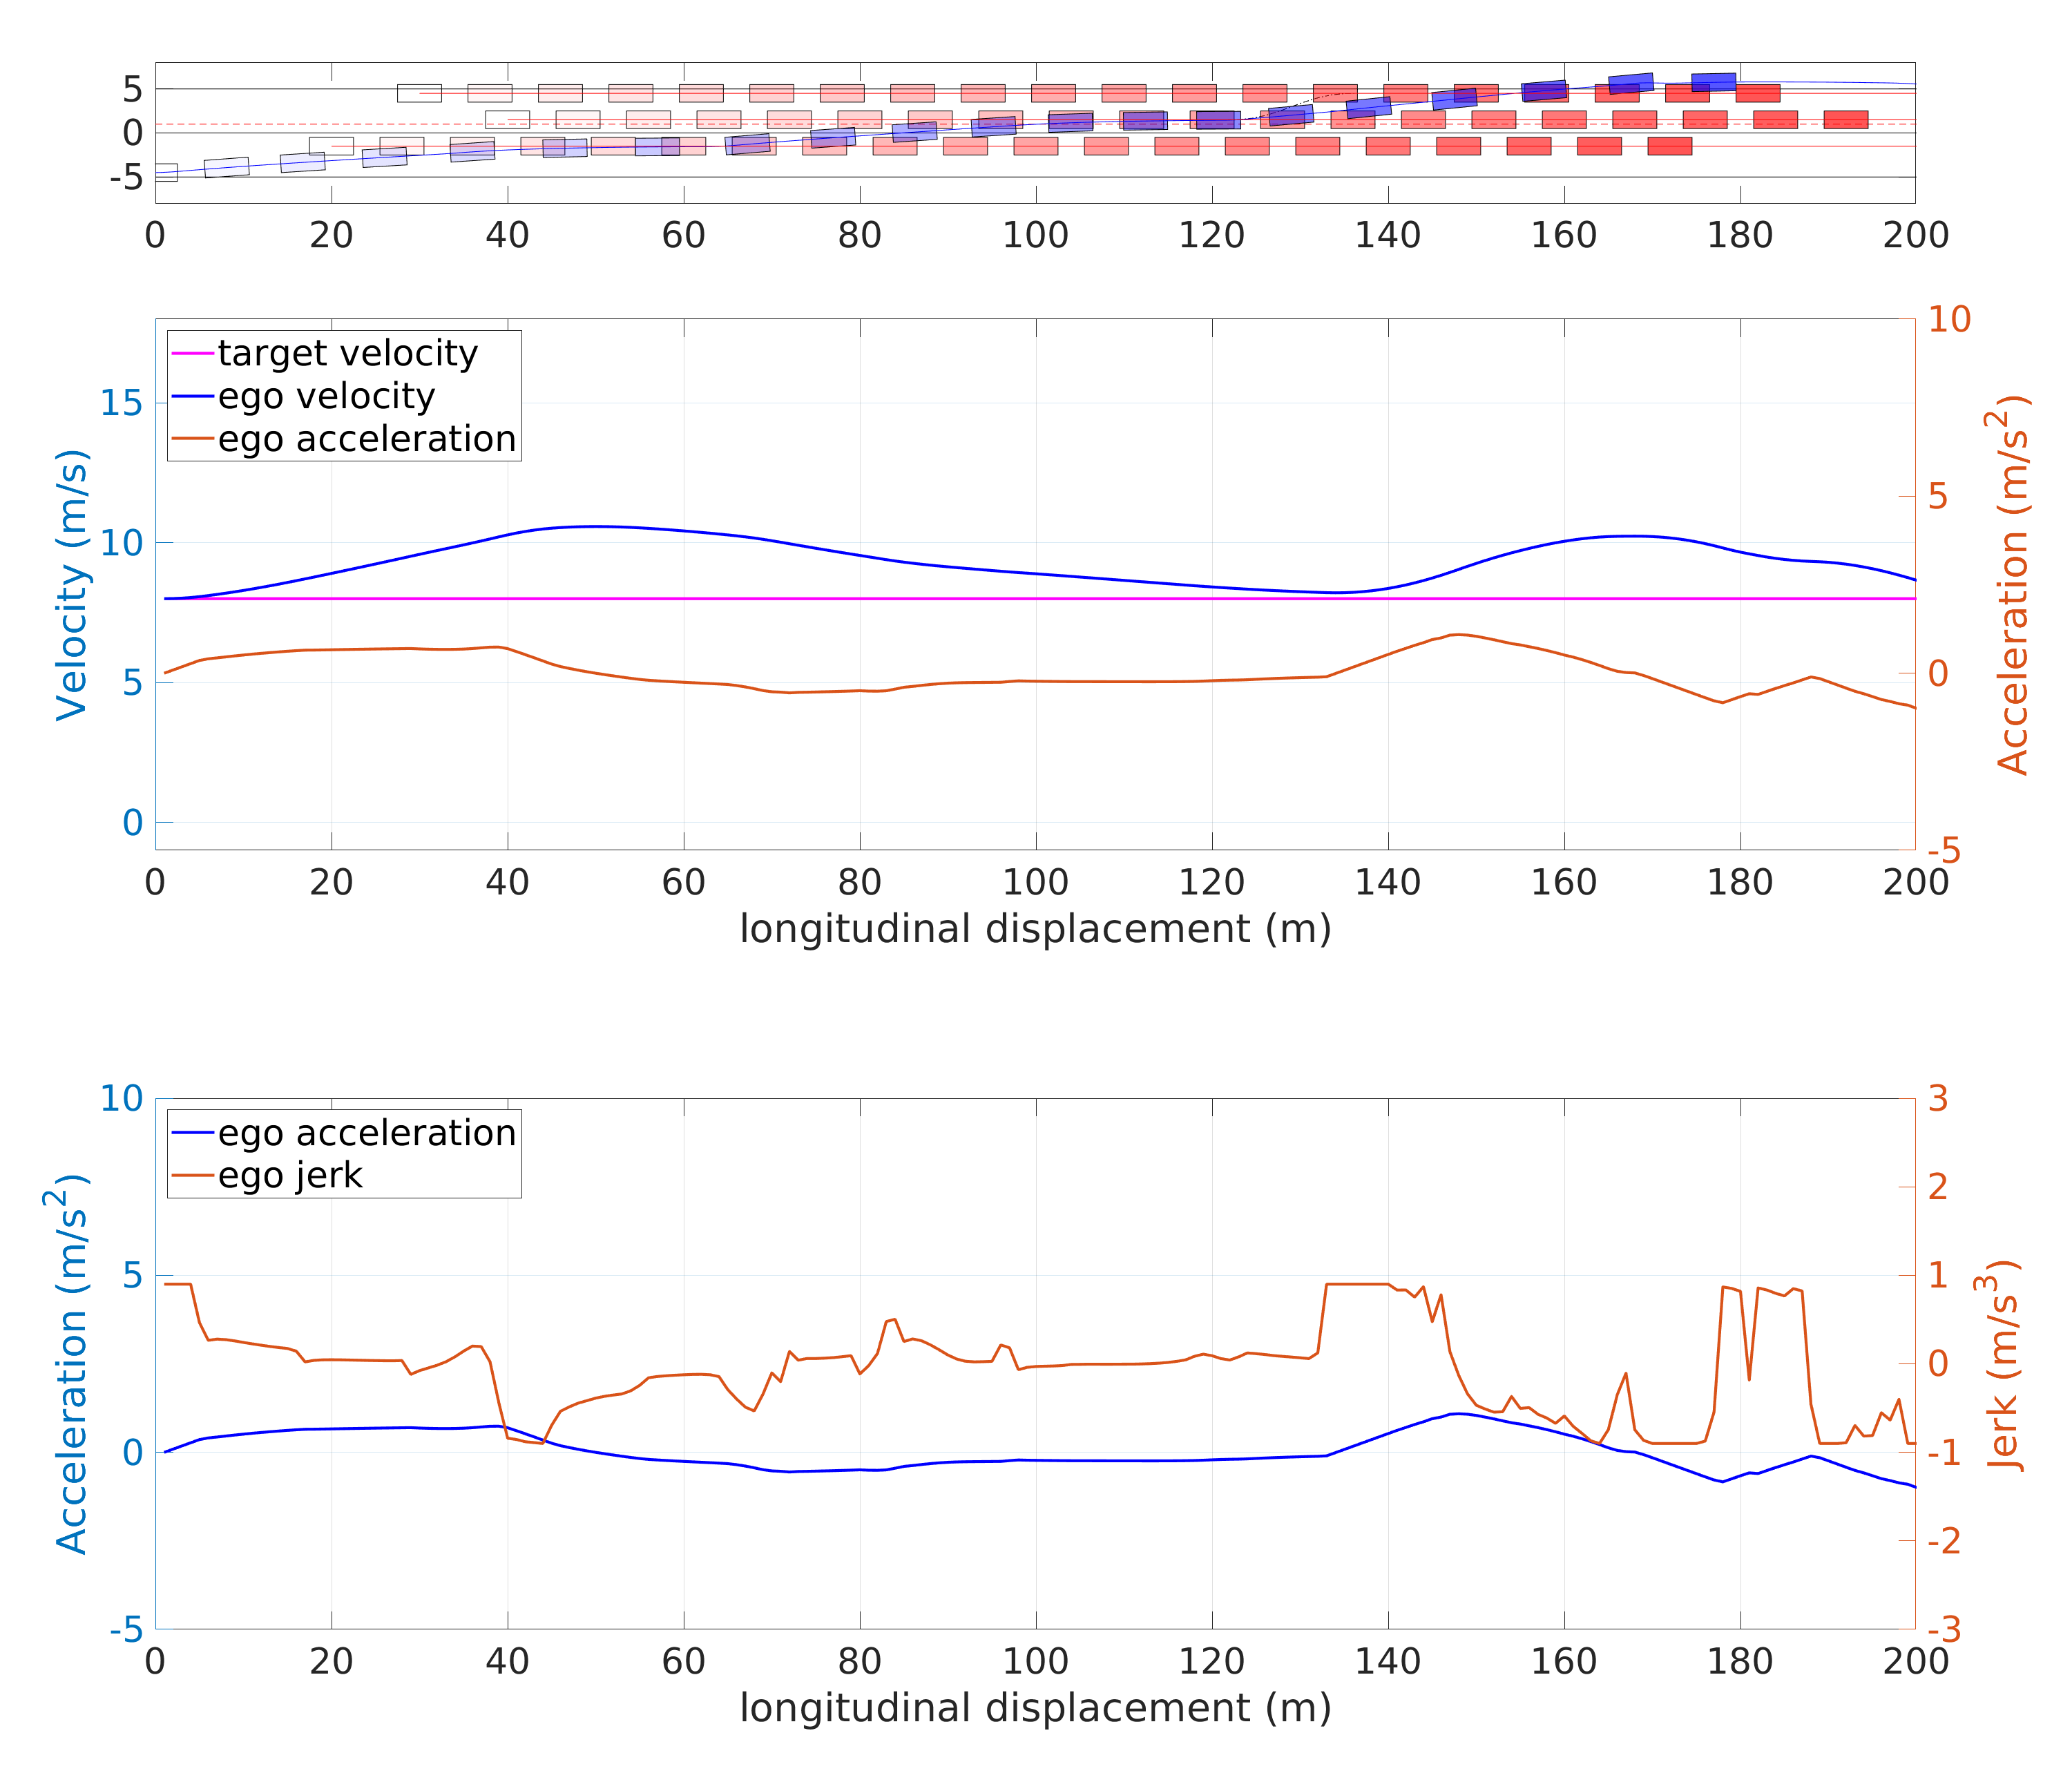 5
0
-5
0 20 40 60 80 100 120 140 160 180 200
target velocity
ego velocity
ego acceleration
Velocity (m/s)
15
10
5
0
10
5
0
-5
Acceleration (m/s²)
0 20 40 60 80 100 120 140 160 180 200
longitudinal displacement (m)
ego acceleration
ego jerk
Acceleration (m/s²)
10
5
0
-5
3
2
1
0
-1
-2
-3
Jerk (m/s³)
0 20 40 60 80 100 120 140 160 180 200
longitudinal displacement (m)